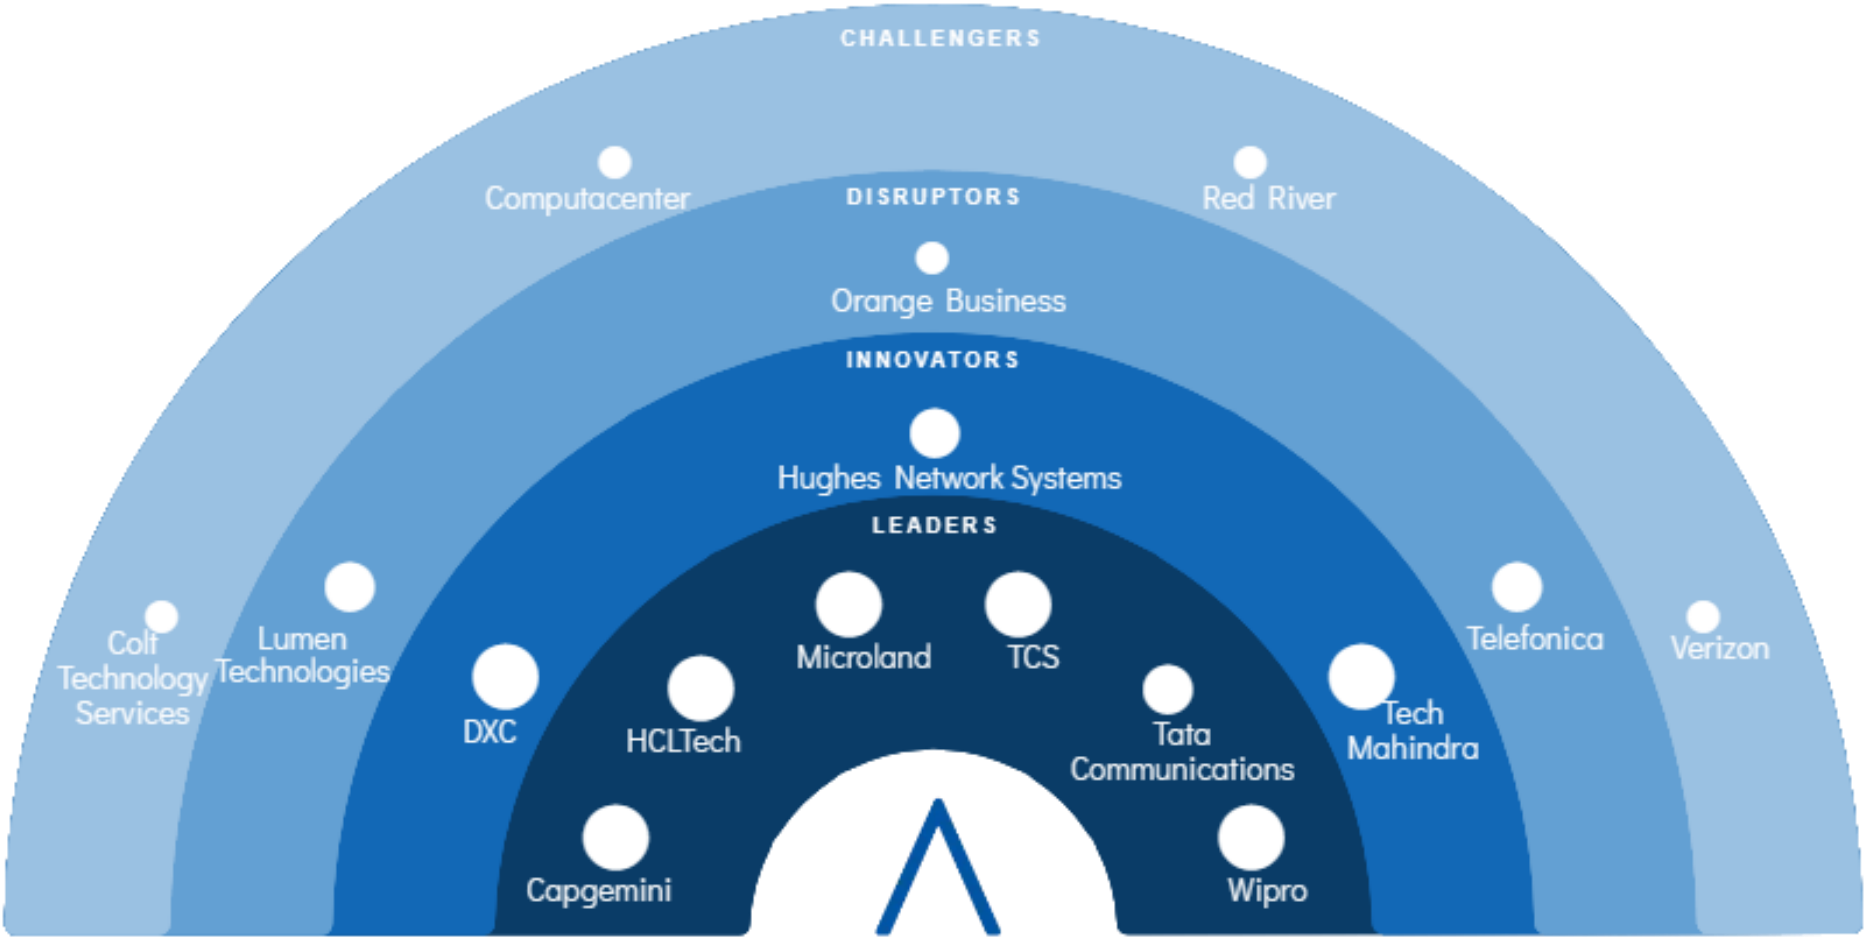 CHALLENGERS
Computacenter
Red River
DISRUPTORS
Orange Business
INNOVATORS
Hughes Network Systems
LEADERS
Colt
Technology
Services
Lumen
Technologies
DXC
HCLTech
Microland
TCS
Tata
Communications
Tech
Mahindra
Telefonica
Verizon
Capgemini
Wipro